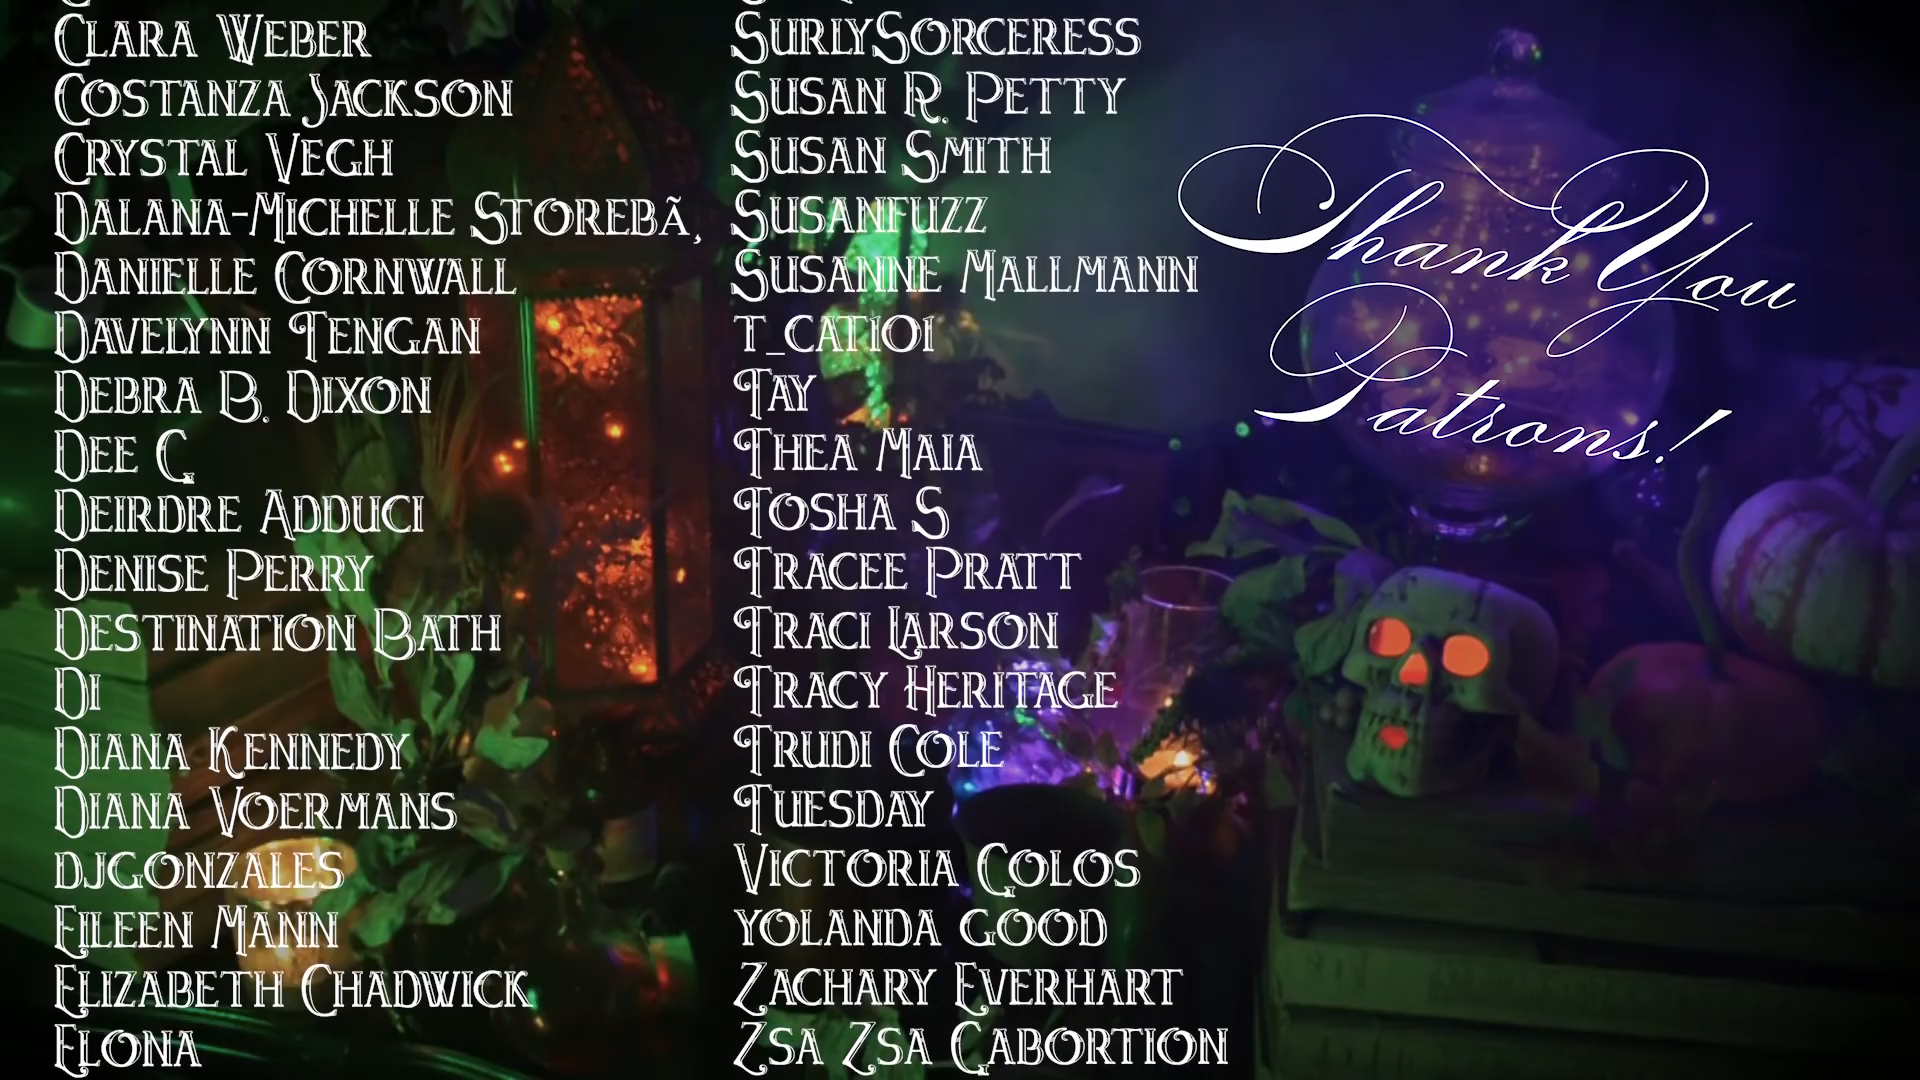 Clara Weber
Costanza Jackson
Crystal Vegh
Dalana-Michelle StorebÃ¸
Danielle Cornwall
Davelynn Tengan
Debra B. Dixon
Dee G
Deirdre Adduci
Denise Perry
Destination Bath
Di
Diana Kennedy
Diana Voermans
djgonzales
Eileen Mann
Elizabeth Chadwick
Elona
SurlySorceress
Susan R. Petty
Susan Smith
Susanfuzz
Susanne Mallmann
t_cat101
Tay
Thea Maia
Tosha S
Tracee Pratt
Traci Larson
Tracy Heritage
Trudi Cole
Tuesday
Victoria Golos
yolanda good
Zachary Everhart
Zsa Zsa Gabortion
Thank You
Patrons!